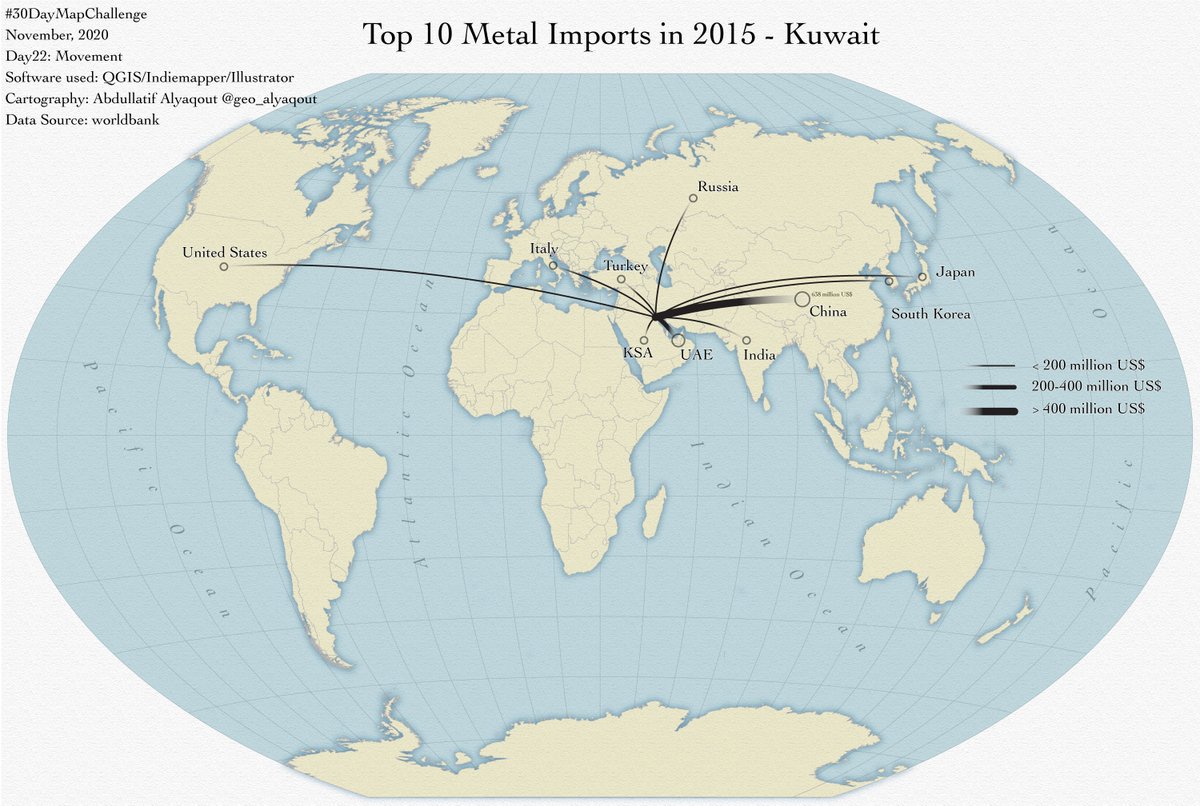 #30DayMapChallenge
November, 2020
Day22: Movement
Software used: QGIS/Indiemapper/Illustrator
Cartography: Abdullatif Alyaqout @geo_alyaqout
Data Source: worldbank
Top 10 Metal Imports in 2015 - Kuwait
Russia
United States
Italy
Turkey
Japan
638 million US$
China
South Korea
KSA
UAE
India
< 200 million US$
200-400 million US$
> 400 million US$
Pacific Ocean
Atlantic Ocean
Indian Ocean
Pacific Ocean